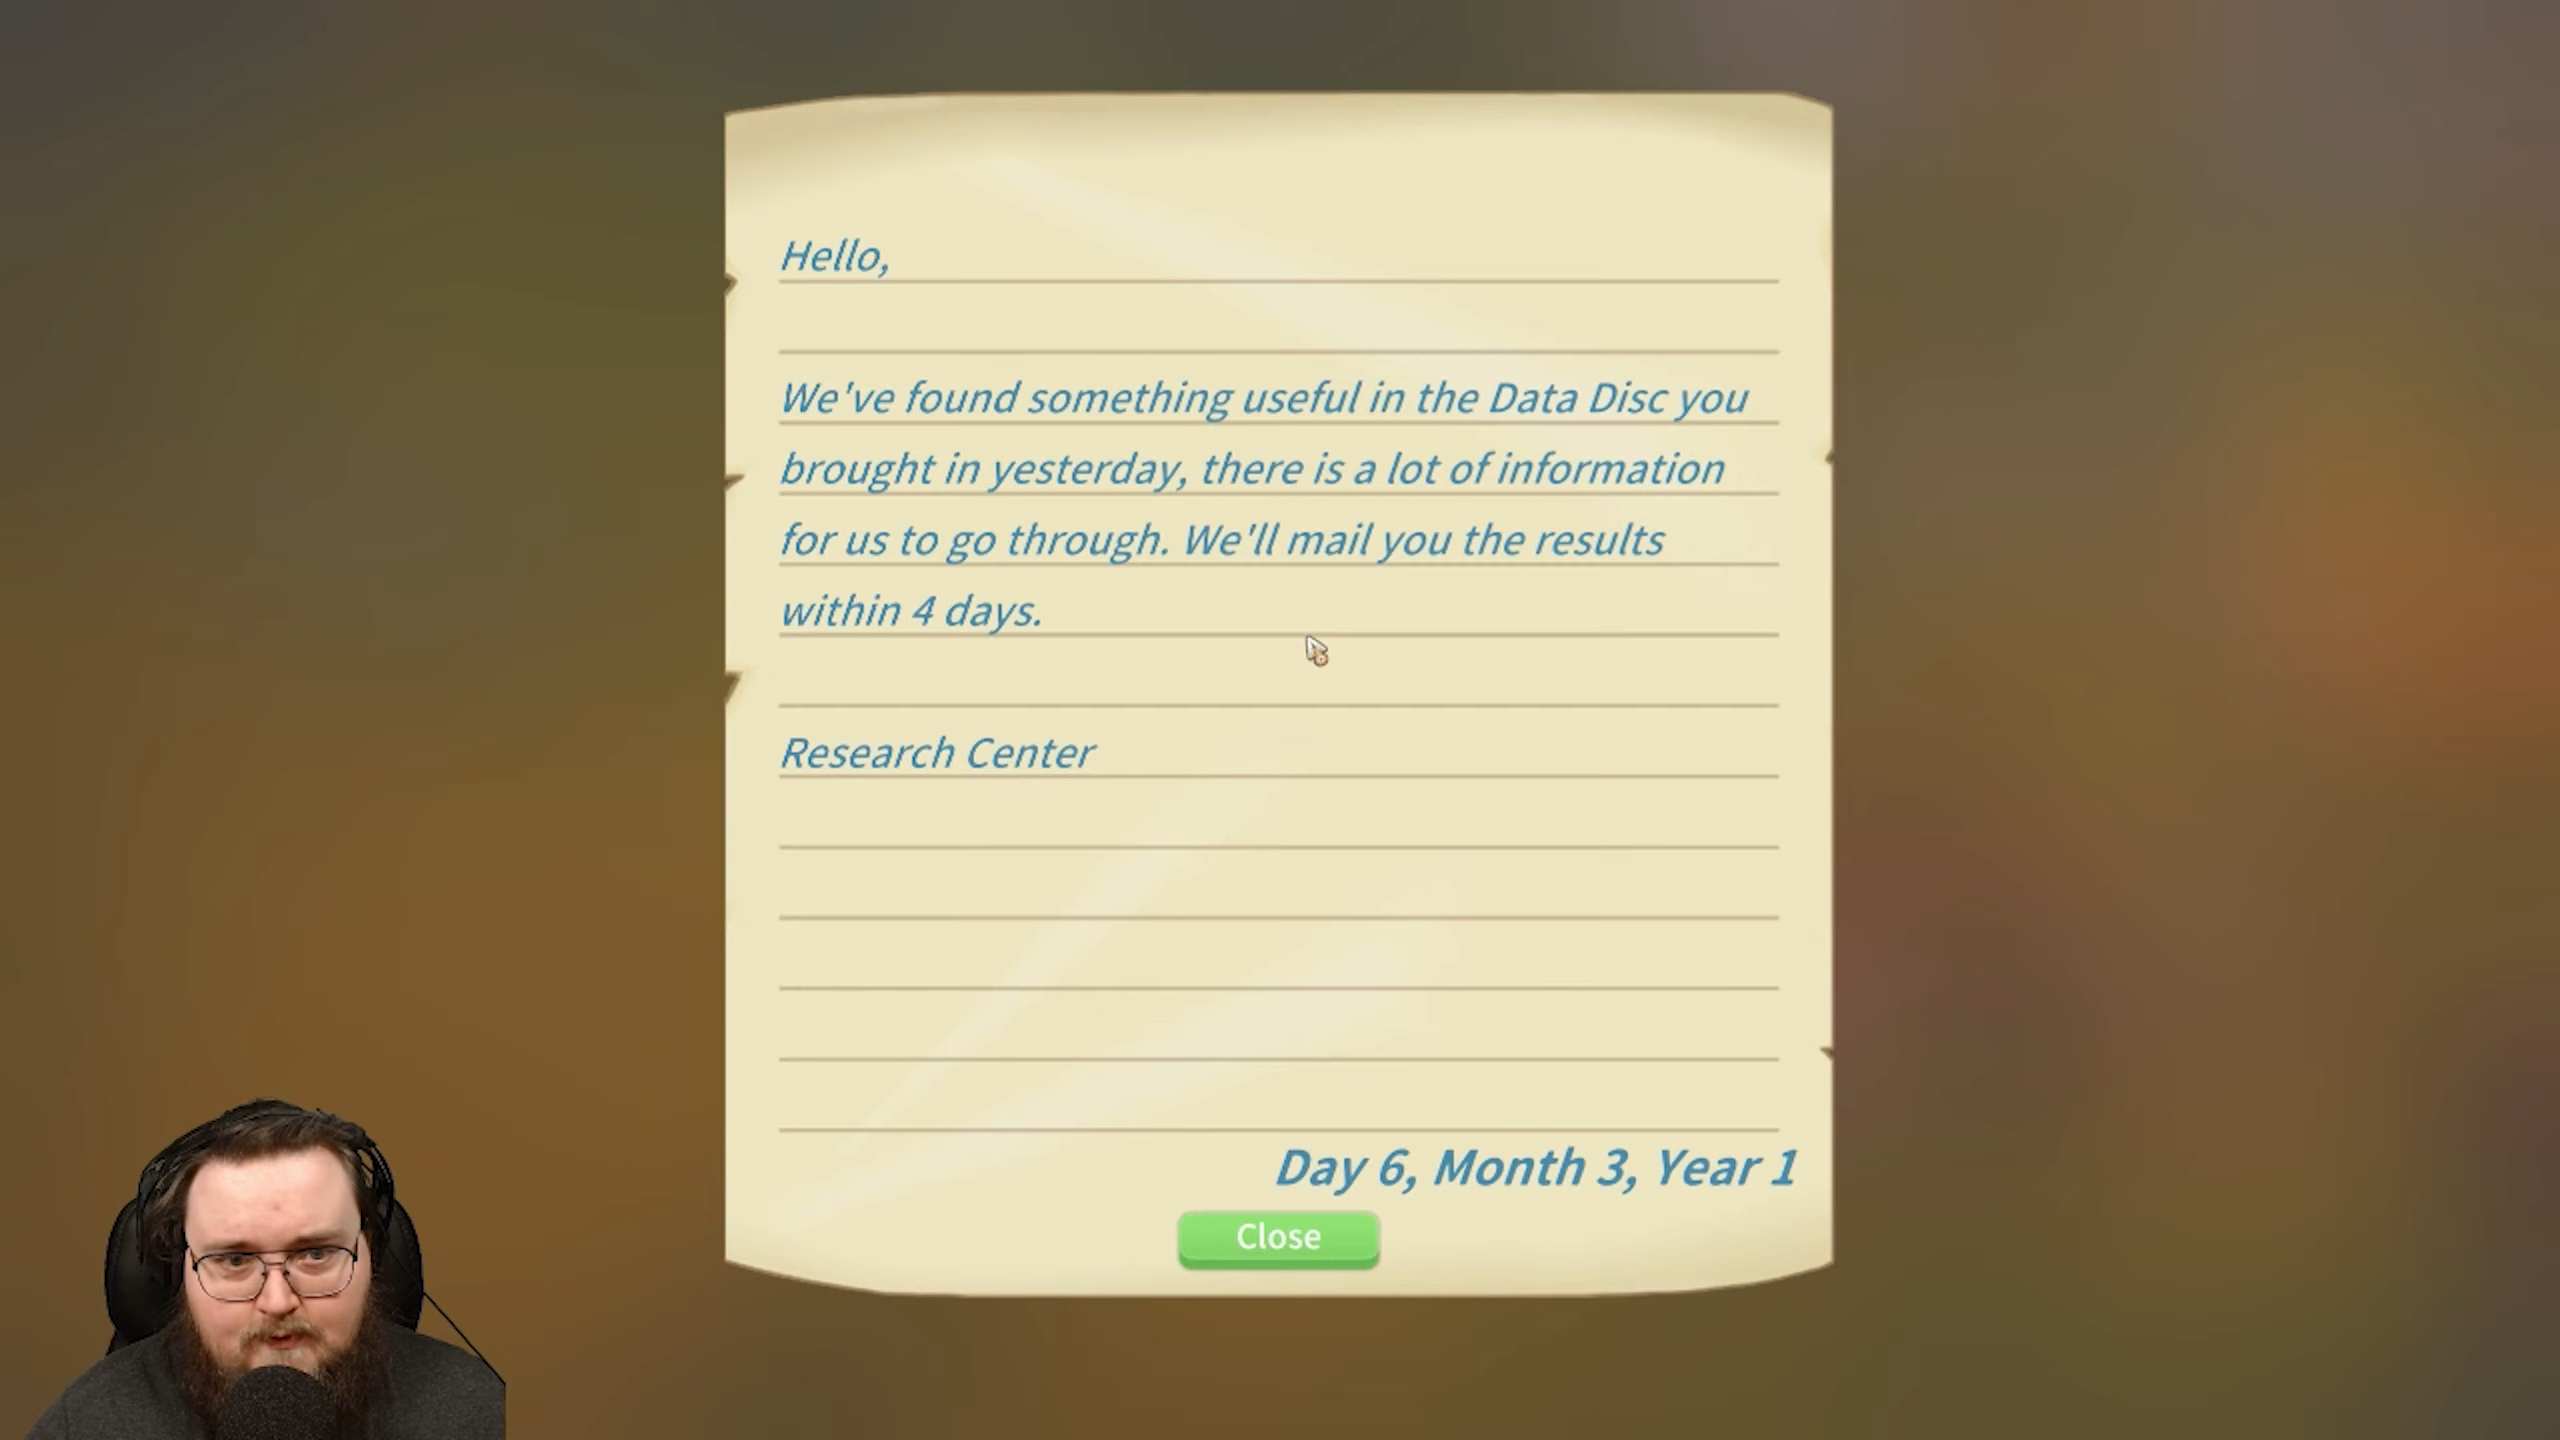 Hello,
We've found something useful in the Data Disc you
brought in yesterday, there is a lot of information
for us to go through. We'll mail you the results
within 4 days.
Research Center
Day 6, Month 3, Year 1
Close